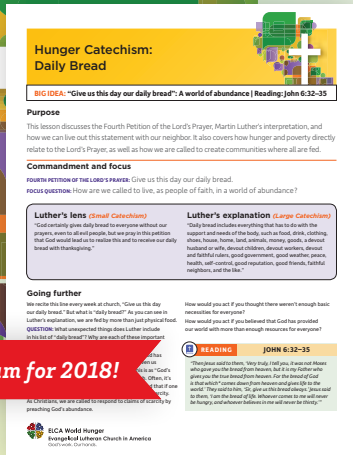 Hunger Catechism:
Daily Bread
BIG IDEA: "Give us this day our daily bread": A world of abundance | Reading: John 6:32–35
Purpose
This lesson discusses the Fourth Petition of the Lord's Prayer, Martin Luther's interpretation, and
how we can live out this statement with our neighbor. It also covers how hunger and poverty directly
relate to the Lord's Prayer, as well as how we are called to create communities where all are fed.
Commandment and focus
FOURTH PETITION OF THE LORD'S PRAYER: Give us this day our daily bread.
FOCUS QUESTION: How are we called to live, as people of faith, in a world of abundance?
Luther's lens (Small Catechism)
"God certainly gives daily bread to everyone without our
prayers, even to all evil people, but we pray in this petition
that God would lead us to realize this and to receive our daily
bread with thanksgiving."
Luther's explanation (Large Catechism)
"Daily bread includes everything that has to do with the
support and needs of the body, such as food, drink, clothing,
shoes, house, home, land, animals, money, goods, a devout
husband or wife, devout children, devout workers, devout
and faithful rulers, good government, good weather, peace,
health, self-control, good reputation, good friends, faithful
neighbors, and the like."
Going further
We recite this line every week at church, "Give us this day
our daily bread." But what is "daily bread?" As you can see in
Luther's explanation, we are fed by more than just physical food.
QUESTION: What unexpected things does Luther include
in his list of "daily bread"? Why are each of these important
As Christians, we are called to respond to claims of scarcity by
preaching God's abundance.
How would you act if you thought there weren't enough basic
necessities for everyone?
How would you act if you believed that God has provided
our world with more than enough resources for everyone?
READING JOHN 6:32–35
"Then Jesus said to them, 'Very truly, I tell you, it was not Moses
who gave you the bread from heaven, but it is my Father who
gives you the true bread from heaven. For the bread of God
is that which comes down from heaven and gives life to the
world.' They said to him, 'Sir, give us this bread always.' Jesus said
to them, 'I am the bread of life. Whoever comes to me will never
be hungry, and whoever believes in me will never be thirsty.'"
um for 2018!
ELCA World Hunger
Evangelical Lutheran Church in America
God's work. Our hands.